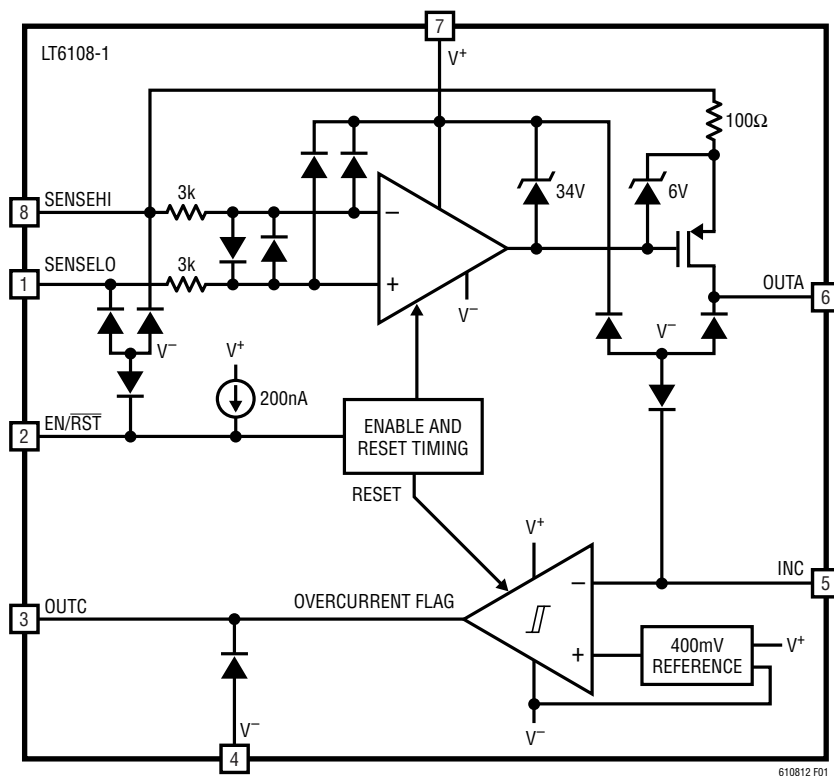 7
LT6108-1
V+
100Ω
34V
6V
3k
8
SENSEHI
−
3k
1
SENSELO
+
V−
OUTA
6
V−
V−
V+
200nA
2
EN/RST
ENABLE AND
RESET TIMING
RESET
V+
INC
5
−
3
OUTC
OVERCURRENT FLAG
+
400mV
REFERENCE
V+
V−
V−
4
610812 F01